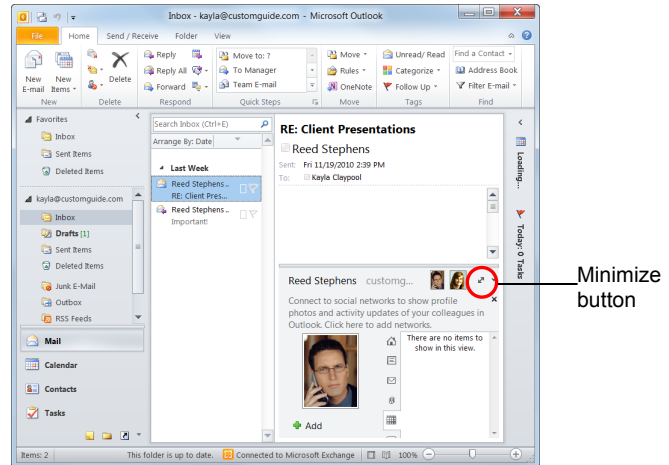 Inbox - kayla@customguide.com - Microsoft Outlook
File Home Send / Receive Folder View
New E-mail
New Items
Delete
Reply
Reply All
Forward
Move to: ?
To Manager
Team E-mail
Move
Rules
OneNote
Unread/ Read
Categorize
Follow Up
Find a Contact
Address Book
Filter E-mail
New Delete Respond Quick Steps Move Tags Find
Favorites
Inbox
Sent Items
Deleted Items
kayla@customguide.com
Inbox
Drafts [1]
Sent Items
Deleted Items
Junk E-Mail
Outbox
RSS Feeds
Mail
Calendar
Contacts
Tasks
Search Inbox (Ctrl+E)
Arrange By: Date
Last Week
Reed Stephens..
RE: Client Pres...
Reed Stephens..
Important!
RE: Client Presentations
Reed Stephens
Sent: Fri 11/19/2010 2:39 PM
To: Kayla Claypool
Reed Stephens customg...
Connect to social networks to show profile
photos and activity updates of your colleagues in
Outlook. Click here to add networks.
There are no items to
show in this view.
Add
Loading...
Today: 0 Tasks
Minimize
button
Items: 2 This folder is up to date. Connected to Microsoft Exchange 100%